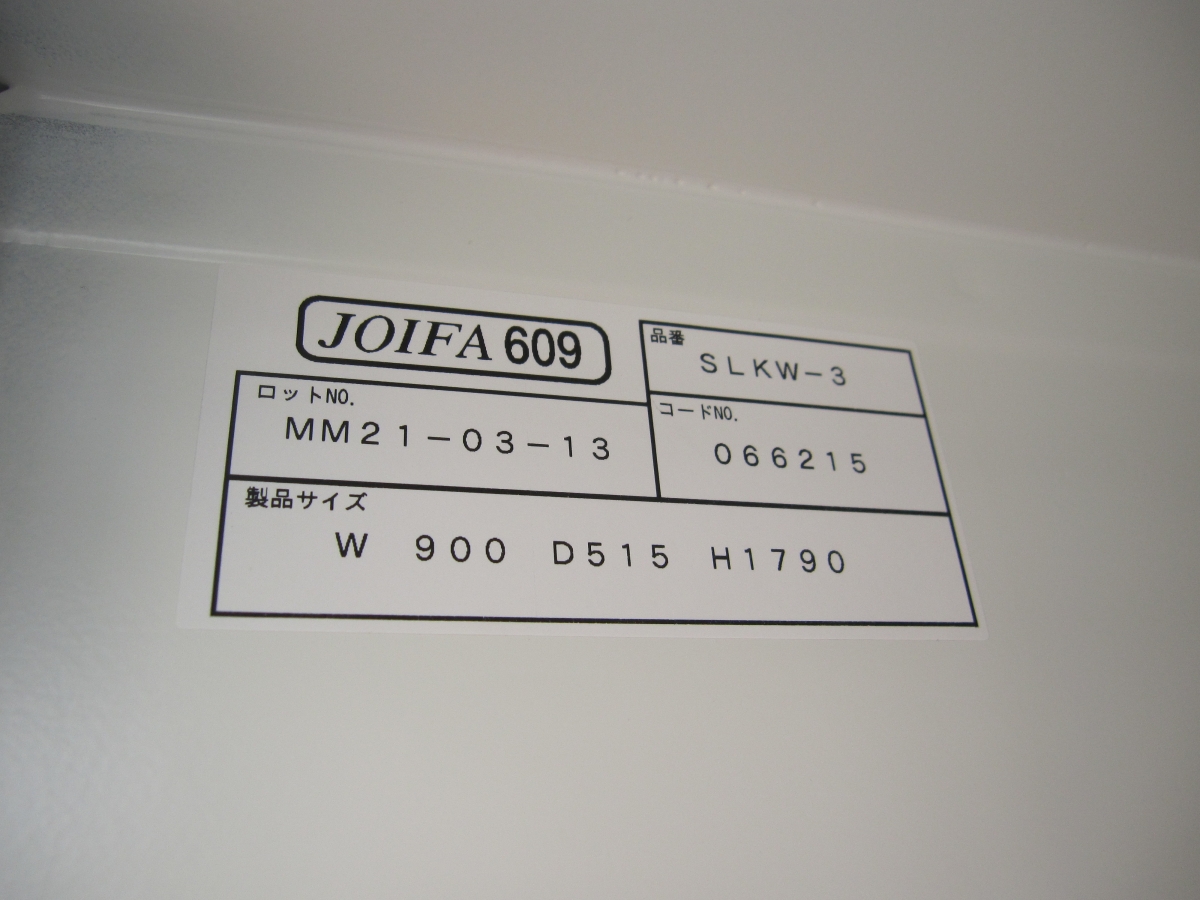 JOIFA 609
品番
SLKW-3
ロットNO.
MM21-03-13
コードNO.
066215
製品サイズ
W 900 D515 H1790